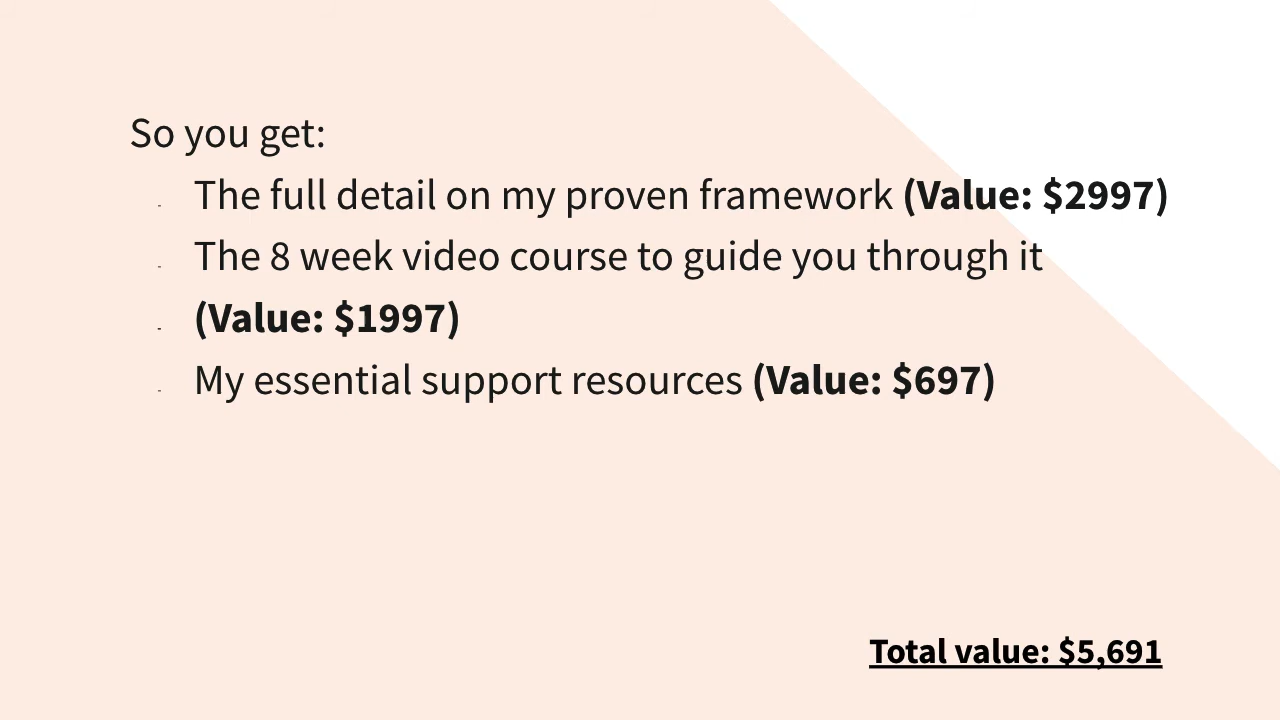 So you get:
- The full detail on my proven framework (Value: $2997)
- The 8 week video course to guide you through it
- (Value: $1997)
- My essential support resources (Value: $697)
Total value: $5,691